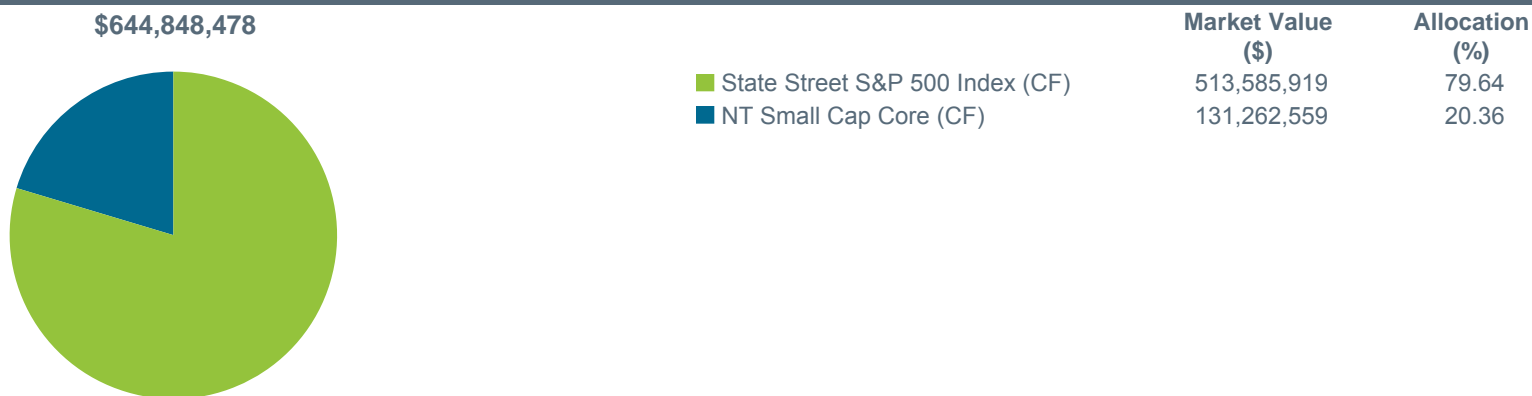 $644,848,478
Market Value
($)
Allocation
(%)
State Street S&P 500 Index (CF) 513,585,919 79.64
NT Small Cap Core (CF) 131,262,559 20.36